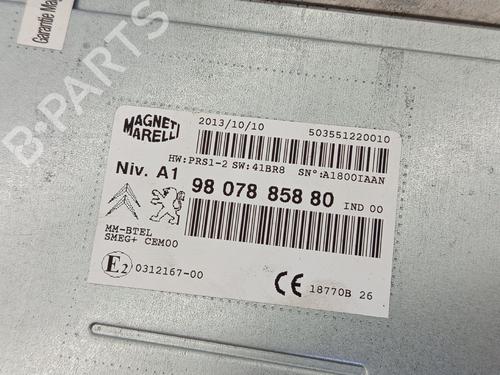 Garantie Mag
B-PARTS
MAGNETI
MARELLI
2013/10/10
503551220010
HW:PRS1-2 SW:41BR8 SN°:A1800IAAN
Niv. A1
98 078 858 80 IND 00
MM-BTEL
SMEG+ CEM00
E2 0312167-00
CE 18770B 26